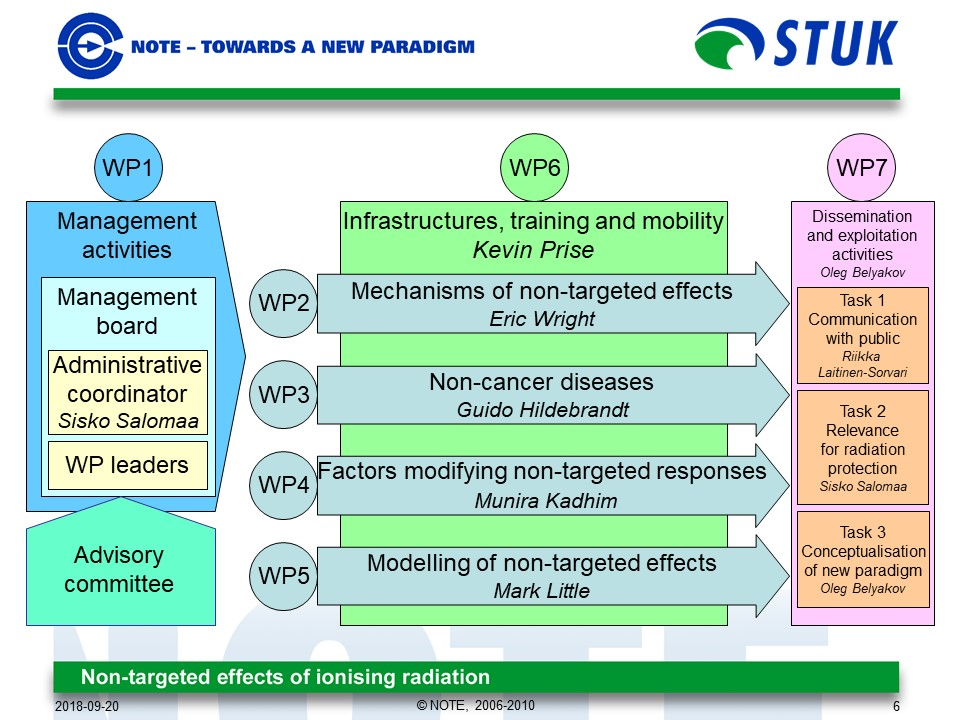 NOTE – TOWARDS A NEW PARADIGM
STUK
WP1
Management
activities
Management
board
Administrative
coordinator
Sisko Salomaa
WP leaders
Advisory
committee
WP6
Infrastructures, training and mobility
Kevin Prise
WP2
Mechanisms of non-targeted effects
Eric Wright
WP3
Non-cancer diseases
Guido Hildebrandt
WP4
Factors modifying non-targeted responses
Munira Kadhim
WP5
Modelling of non-targeted effects
Mark Little
WP7
Dissemination
and exploitation
activities
Oleg Belyakov
Task 1
Communication
with public
Riikka
Laitinen-Sorvari
Task 2
Relevance
for radiation
protection
Sisko Salomaa
Task 3
Conceptualisation
of new paradigm
Oleg Belyakov
NOTE
Non-targeted effects of ionising radiation
2018-09-20
© NOTE, 2006-2010
6